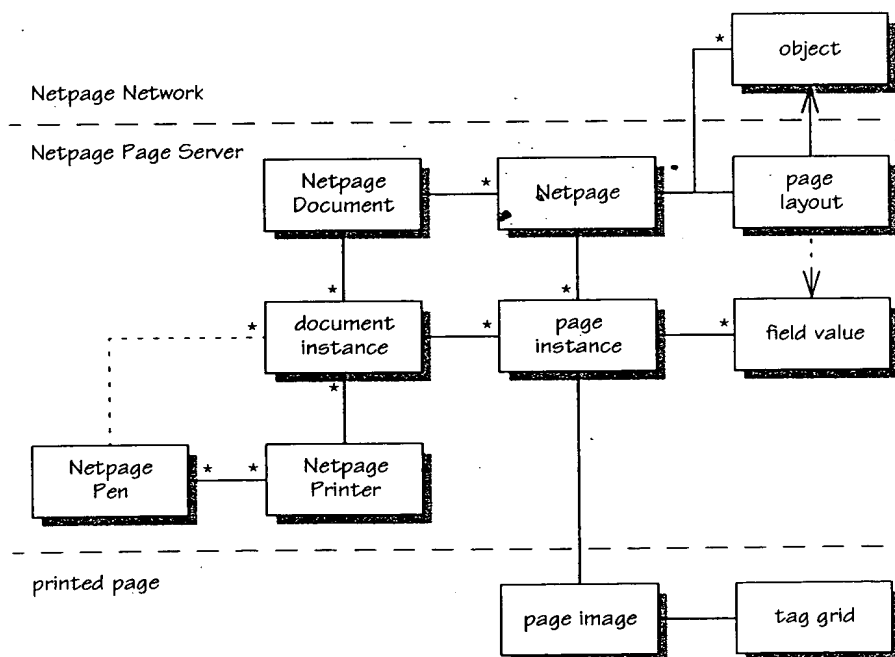 *
object
Netpage Network
Netpage Page Server
Netpage
Document
*
Netpage
page
layout
*
*
*
document
instance
*
page
instance
*
field value
*
Netpage
Pen
*
*
Netpage
Printer
printed page
page image
tag grid